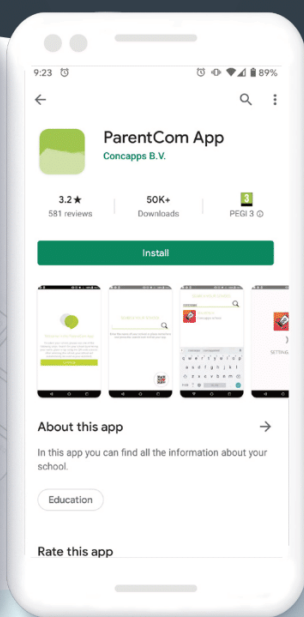 9:23
89%
ParentCom App
Concapps B.V.
3.2★
581 reviews
50K+
Downloads
3
PEGI 3
Install
About this app
In this app you can find all the information about your
school.
Education
Rate this app